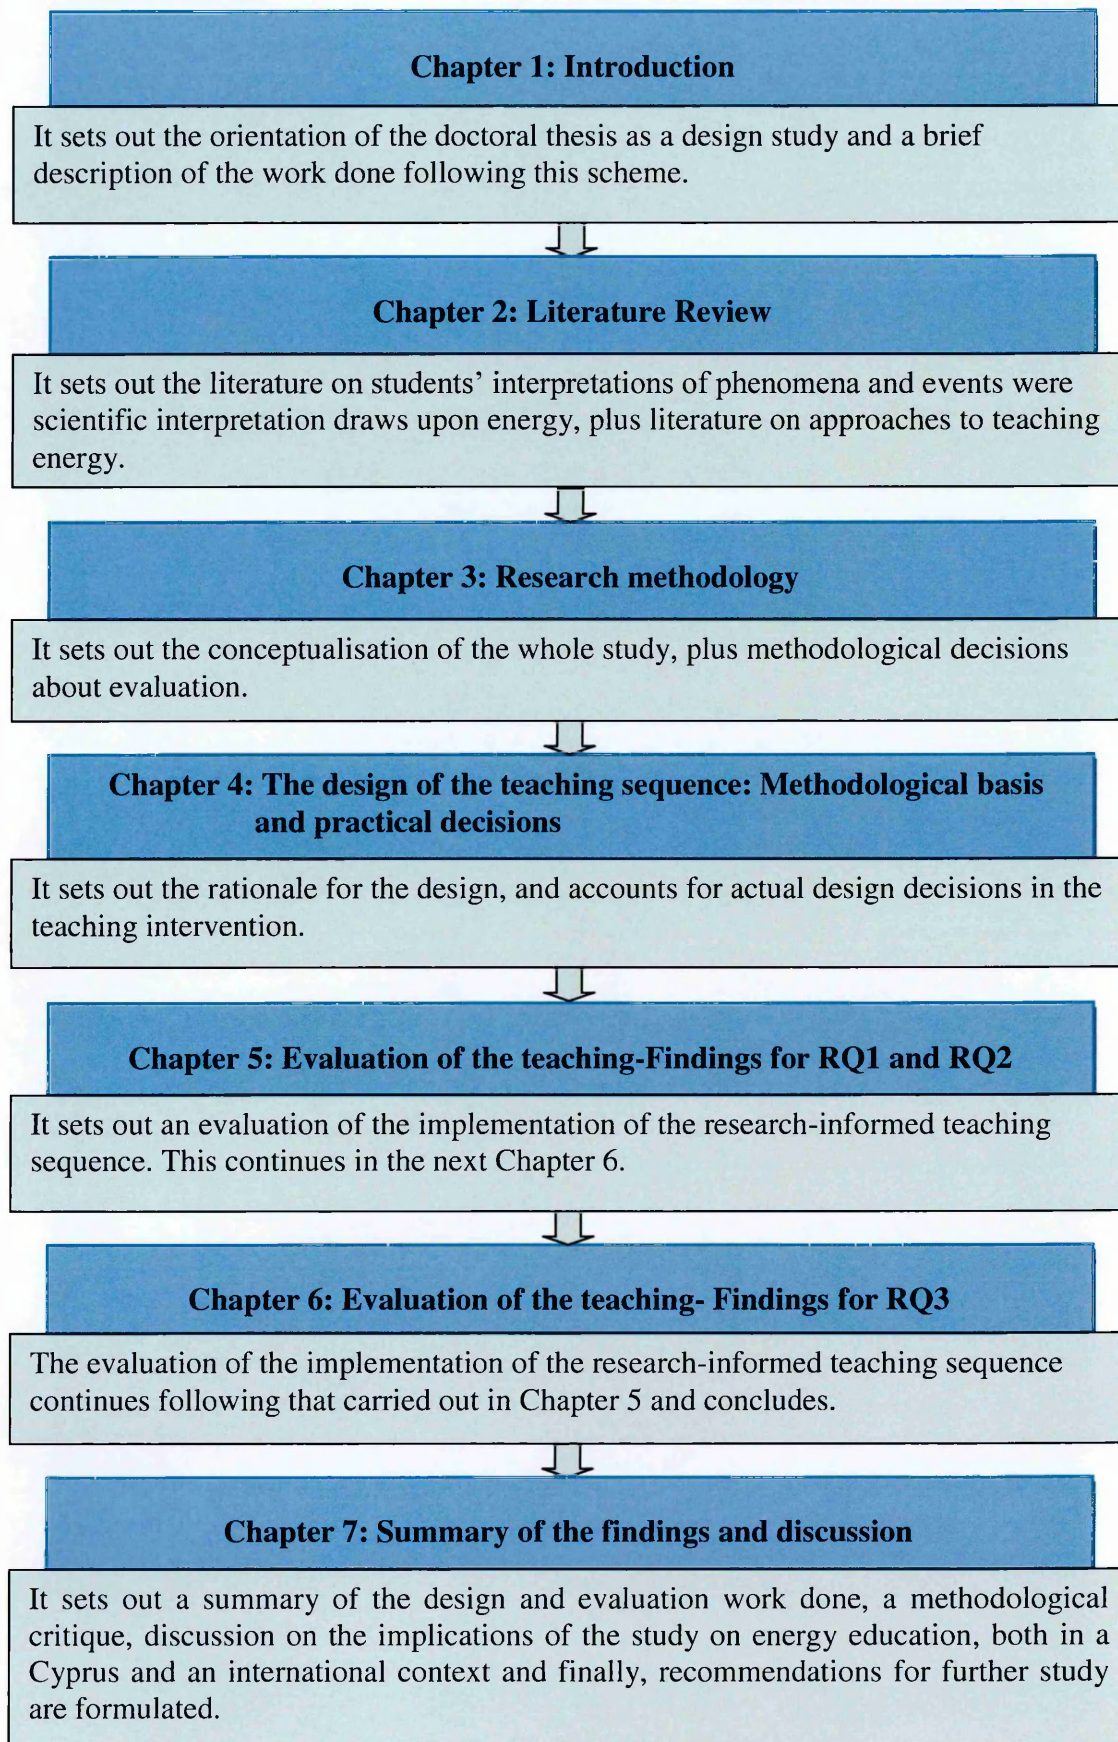 Chapter 1: Introduction
It sets out the orientation of the doctoral thesis as a design study and a brief
description of the work done following this scheme.
Chapter 2: Literature Review
It sets out the literature on students’ interpretations of phenomena and events were
scientific interpretation draws upon energy, plus literature on approaches to teaching
energy.
Chapter 3: Research methodology
It sets out the conceptualisation of the whole study, plus methodological decisions
about evaluation.
Chapter 4: The design of the teaching sequence: Methodological basis
and practical decisions
It sets out the rationale for the design, and accounts for actual design decisions in the
teaching intervention.
Chapter 5: Evaluation of the teaching-Findings for RQ1 and RQ2
It sets out an evaluation of the implementation of the research-informed teaching
sequence. This continues in the next Chapter 6.
Chapter 6: Evaluation of the teaching- Findings for RQ3
The evaluation of the implementation of the research-informed teaching sequence
continues following that carried out in Chapter 5 and concludes.
Chapter 7: Summary of the findings and discussion
It sets out a summary of the design and evaluation work done, a methodological
critique, discussion on the implications of the study on energy education, both in a
Cyprus and an international context and finally, recommendations for further study
are formulated.